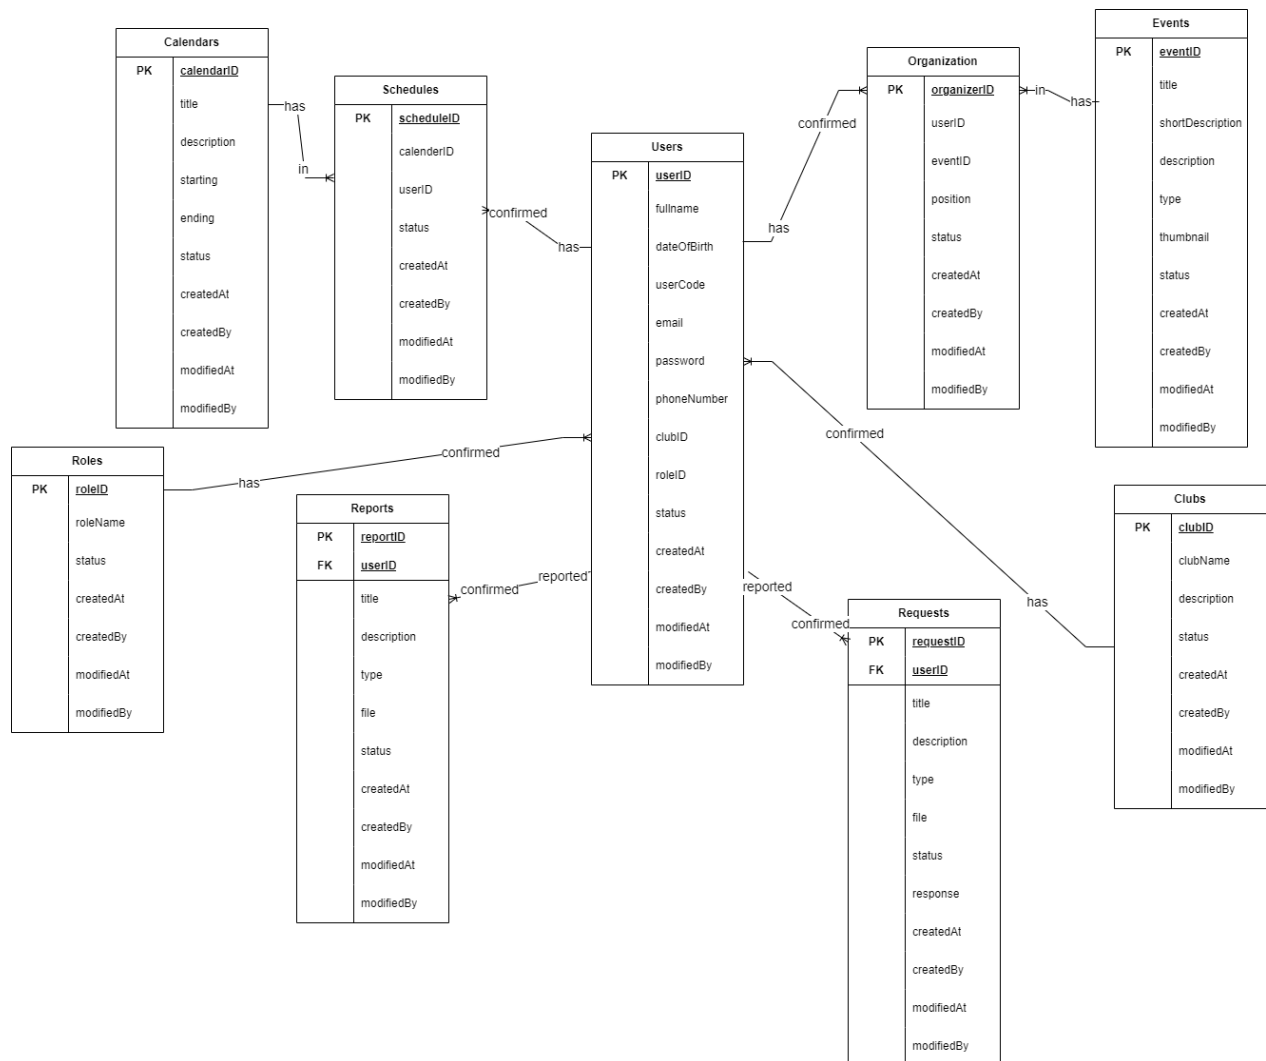 Calendars
PK calendarID
title
description
starting
ending
status
createdAt
createdBy
modifiedAt
modifiedBy
has
in
Schedules
PK scheduleID
calenderID
userID
status
createdAt
createdBy
modifiedAt
modifiedBy
confirmed
has
Users
PK userID
fullname
dateOfBirth
userCode
email
password
phoneNumber
clubID
roleID
status
createdAt
createdBy
modifiedAt
modifiedBy
confirmed
has
Organization
PK organizerID
userID
eventID
position
status
createdAt
createdBy
modifiedAt
modifiedBy
in
has
Events
PK eventID
title
shortDescription
description
type
thumbnail
status
createdAt
createdBy
modifiedAt
modifiedBy
Roles
PK roleID
roleName
status
createdAt
createdBy
modifiedAt
modifiedBy
has
confirmed
Reports
PK reportID
FK userID
title
description
type
file
status
createdAt
createdBy
modifiedAt
modifiedBy
confirmed
reported
reported
confirmed
Requests
PK requestID
FK userID
title
description
type
file
status
response
createdAt
createdBy
modifiedAt
modifiedBy
confirmed
has
Clubs
PK clubID
clubName
description
status
createdAt
createdBy
modifiedAt
modifiedBy